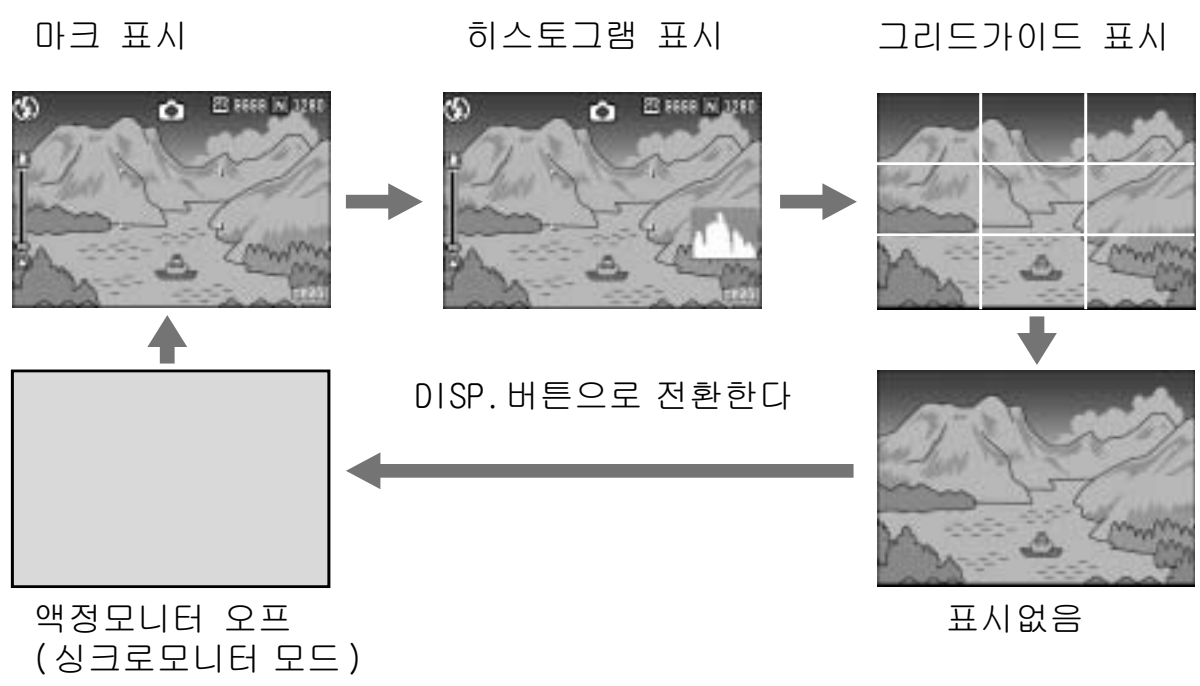 마크 표시
히스토그램 표시
그리드가이드 표시
DISP.버튼으로 전환한다
액정모니터 오프
(싱크로모니터 모드)
표시없음